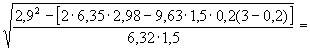 √((2,9² − [2·6,35·2,98 − 9,63·1,5·0,2(3−0,2)]) / (6,32·1,5)) =